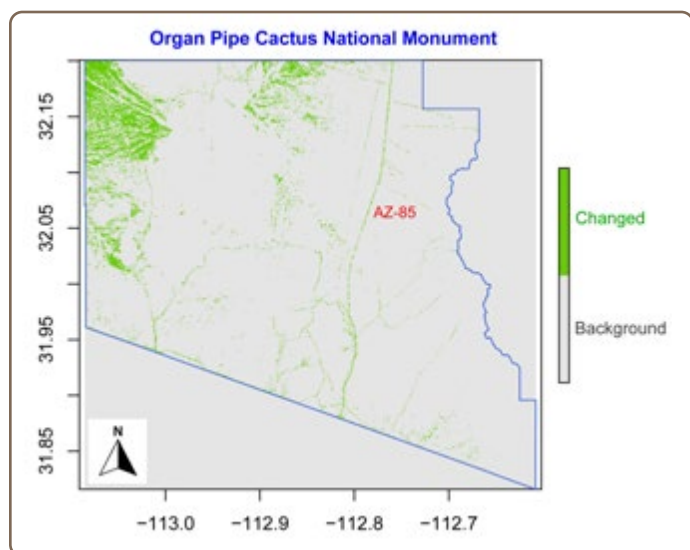 Organ Pipe Cactus National Monument
32.15
32.05
31.95
31.85
AZ-85
N
−113.0 −112.9 −112.8 −112.7
Changed
Background